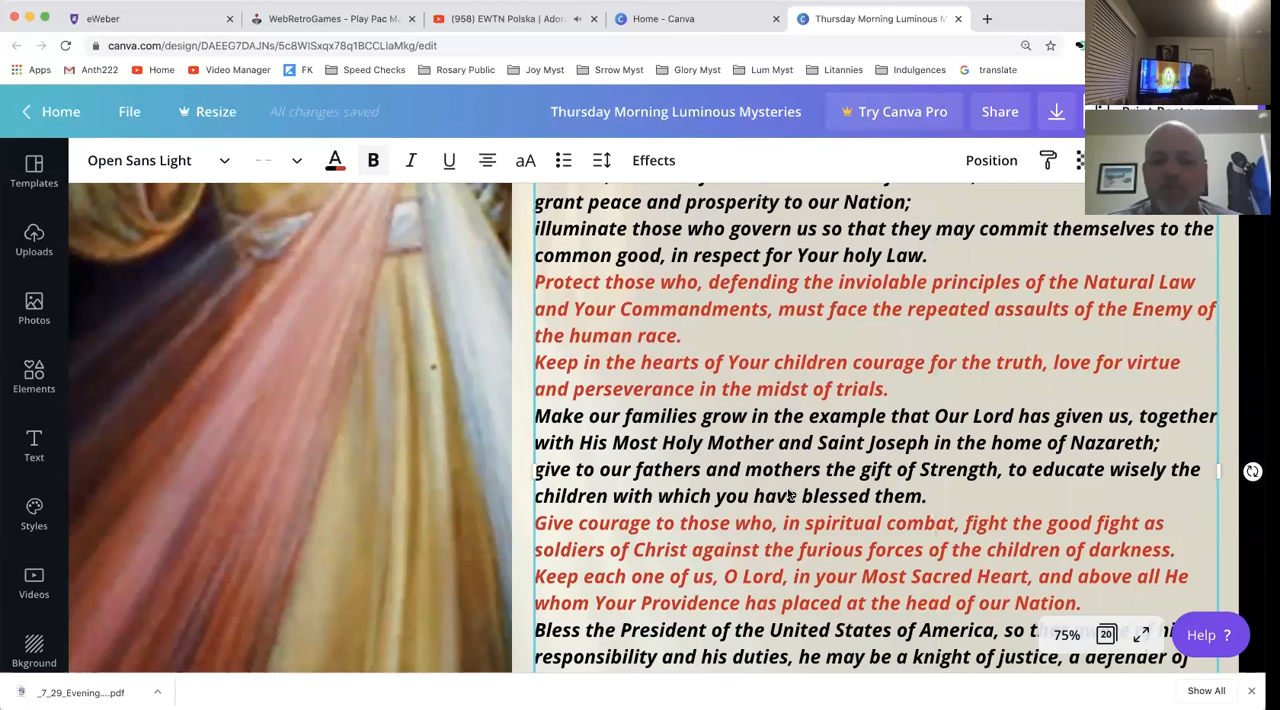 eWeber
WebRetroGames - Play Pac M
(958) EWTN Polska | Ador
Home - Canva
Thursday Morning Luminous M
canva.com/design/DAEEG7DAJNs/5c8WlSxqx78q1BCCLlaMkg/edit
Apps
Anth222
Home
Video Manager
FK
Speed Checks
Rosary Public
Joy Myst
Srrow Myst
Glory Myst
Lum Myst
Litannies
Indulgences
translate
Home
File
Resize
All changes saved
Thursday Morning Luminous Mysteries
Try Canva Pro
Share
Open Sans Light
A
B
I
U
aA
Effects
Position
Templates
Uploads
Photos
Elements
Text
Styles
Videos
Bkground
grant peace and prosperity to our Nation;
illuminate those who govern us so that they may commit themselves to the
common good, in respect for Your holy Law.
Protect those who, defending the inviolable principles of the Natural Law
and Your Commandments, must face the repeated assaults of the Enemy of
the human race.
Keep in the hearts of Your children courage for the truth, love for virtue
and perseverance in the midst of trials.
Make our families grow in the example that Our Lord has given us, together
with His Most Holy Mother and Saint Joseph in the home of Nazareth;
give to our fathers and mothers the gift of Strength, to educate wisely the
children with which you have blessed them.
Give courage to those who, in spiritual combat, fight the good fight as
soldiers of Christ against the furious forces of the children of darkness.
Keep each one of us, O Lord, in your Most Sacred Heart, and above all He
whom Your Providence has placed at the head of our Nation.
Bless the President of the United States of America, so
responsibility and his duties, he may be a knight of justice, a defender of
75%
20
Help ?
_7_29_Evening....pdf
Show All